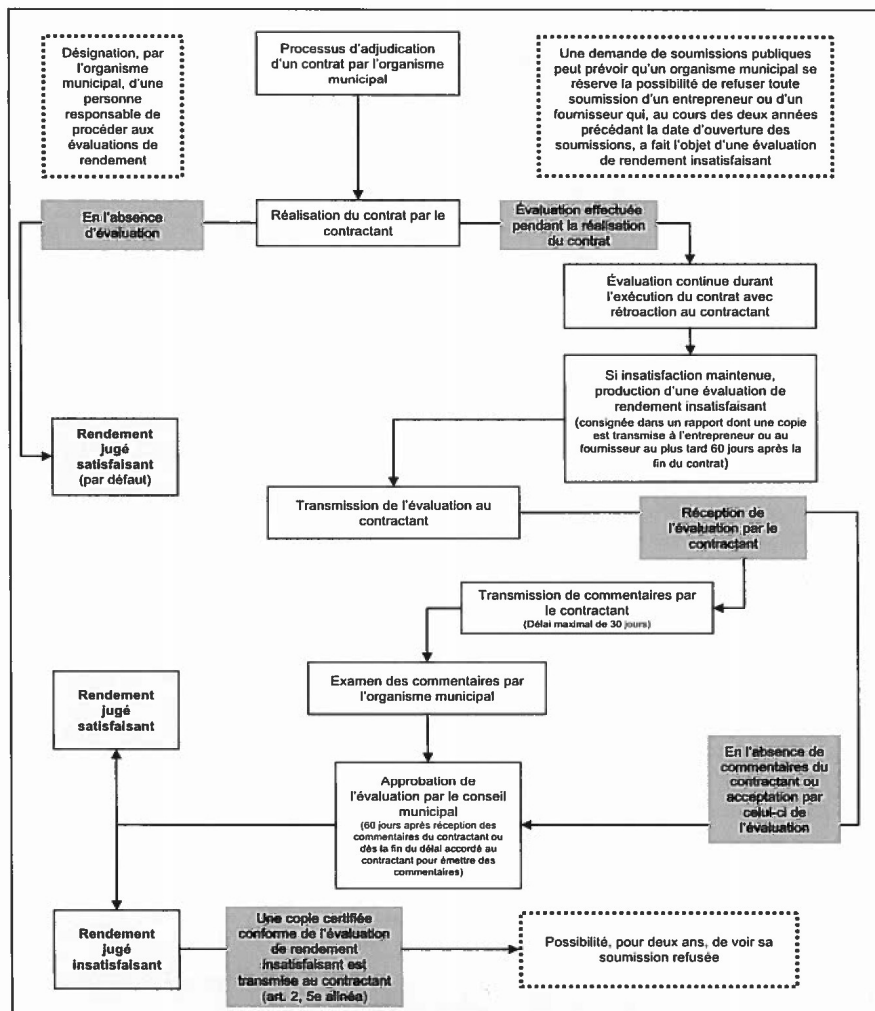 Désignation, par
l'organisme
municipal, d'une
personne
responsable de
procéder aux
évaluations de
rendement
Processus d'adjudication
d'un contrat par l'organisme
municipal
Une demande de soumissions publiques
peut prévoir qu'un organisme municipal se
réserve la possibilité de refuser toute
soumission d'un entrepreneur ou d'un
fournisseur qui, au cours des deux années
précédant la date d'ouverture des
soumissions, a fait l'objet d'une évaluation
de rendement insatisfaisant
En l'absence
d'évaluation
Réalisation du contrat par le
contractant
Évaluation effectuée
pendant la réalisation
du contrat
Évaluation continue durant
l'exécution du contrat avec
rétroaction au contractant
Si insatisfaction maintenue,
production d'une évaluation de
rendement insatisfaisant
(consignée dans un rapport dont une copie
est transmise à l'entrepreneur ou au
fournisseur au plus tard 60 jours après la
fin du contrat)
Rendement
jugé
satisfaisant
(par défaut)
Transmission de l'évaluation au
contractant
Réception de
l'évaluation par le
contractant
Transmission de commentaires par
le contractant
(Délai maximal de 30 jours)
Examen des commentaires par
l'organisme municipal
Rendement
jugé
satisfaisant
En l'absence de
commentaires du
contractant ou
acceptation par
celui-ci de
l'évaluation
Approbation de
l'évaluation par le conseil
municipal
(60 jours après réception des
commentaires du contractant ou
dès la fin du délai accordé au
contractant pour émettre des
commentaires)
Rendement
jugé
insatisfaisant
Une copie certifiée
conforme de l'évaluation
de rendement
insatisfaisant est
transmise au contractant
(art. 2, 5e alinéa)
Possibilité, pour deux ans, de voir sa
soumission refusée